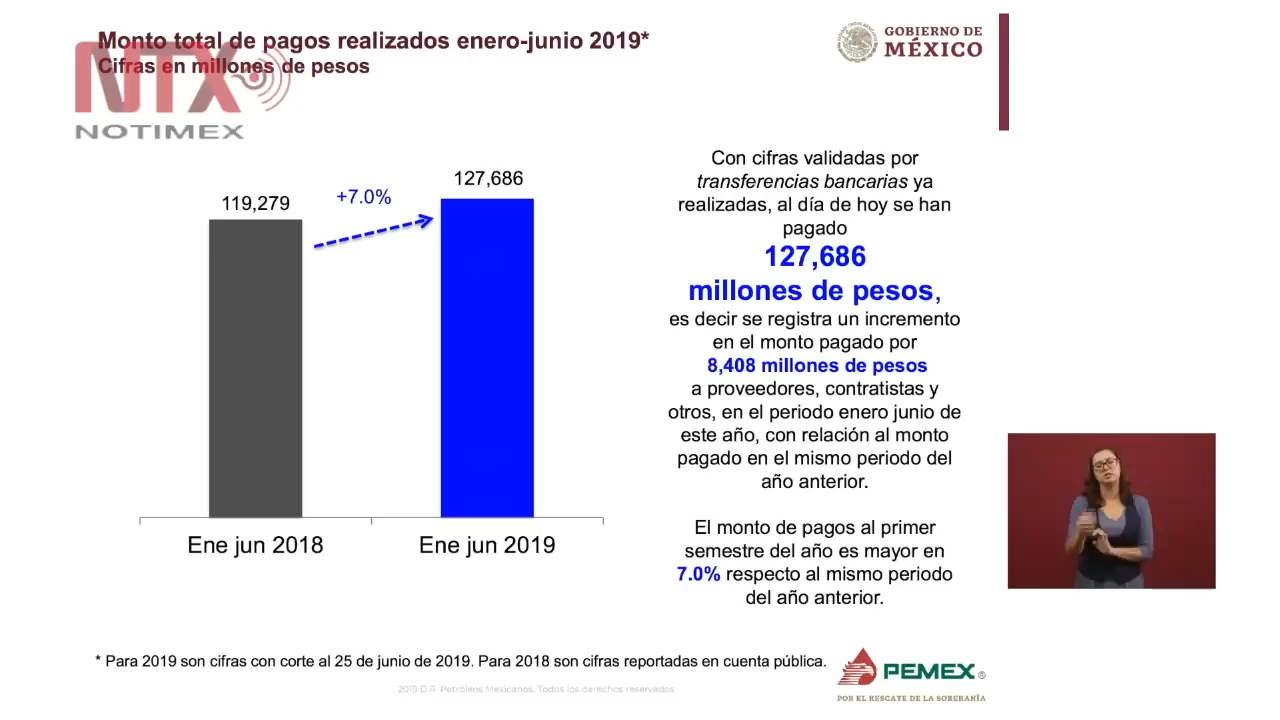 Monto total de pagos realizados enero-junio 2019*
Cifras en millones de pesos
NTX
NOTIMEX
GOBIERNO DE
MÉXICO
119,279
+7.0%
127,686
Ene jun 2018
Ene jun 2019
Con cifras validadas por
transferencias bancarias ya
realizadas, al día de hoy se han
pagado
127,686
millones de pesos,
es decir se registra un incremento
en el monto pagado por
8,408 millones de pesos
a proveedores, contratistas y
otros, en el periodo enero junio de
este año, con relación al monto
pagado en el mismo periodo del
año anterior.
El monto de pagos al primer
semestre del año es mayor en
7.0% respecto al mismo periodo
del año anterior.
* Para 2019 son cifras con corte al 25 de junio de 2019. Para 2018 son cifras reportadas en cuenta pública.
2019 D.R. Petróleos Mexicanos. Todos los derechos reservados.
PEMEX®
POR EL RESCATE DE LA SOBERANÍA